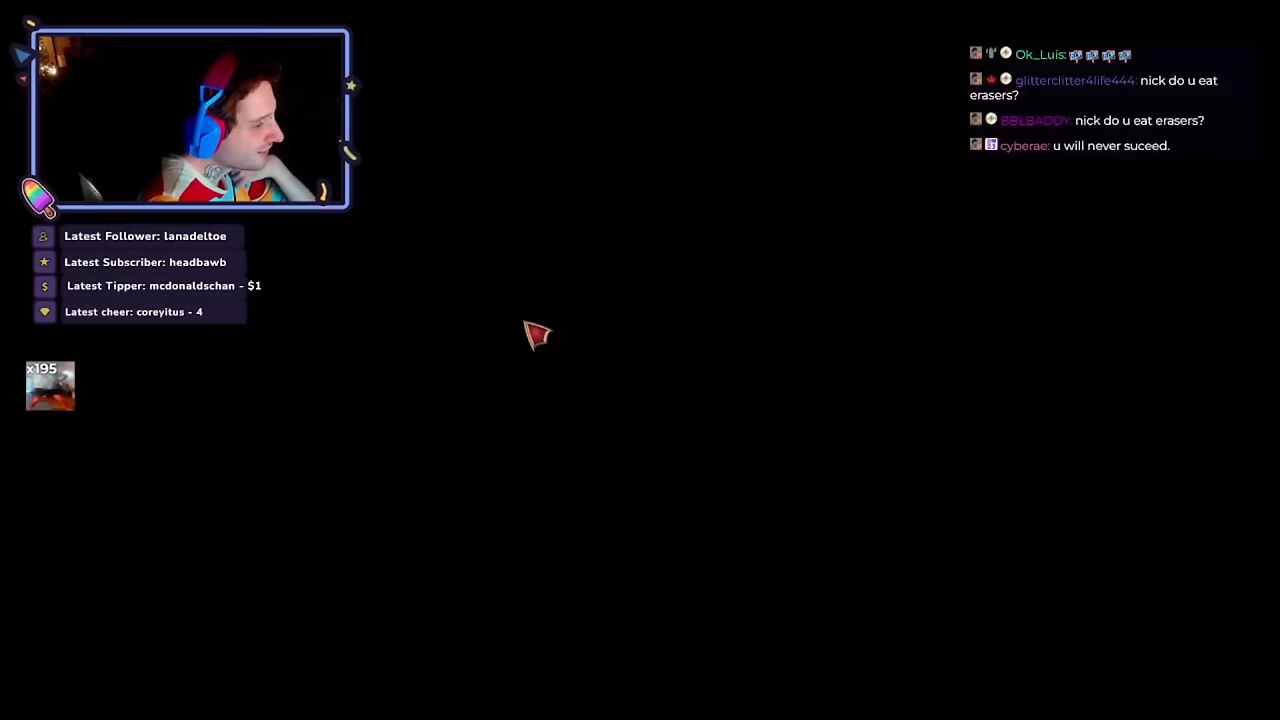 Ok_Luis:
glitterclitter4life444: nick do u eat
erasers?
BBLBADDY: nick do u eat erasers?
cyberae: u will never suceed.
Latest Follower: lanadeltoe
Latest Subscriber: headbawb
Latest Tipper: mcdonaldschan - $1
Latest cheer: coreyitus - 4
x195